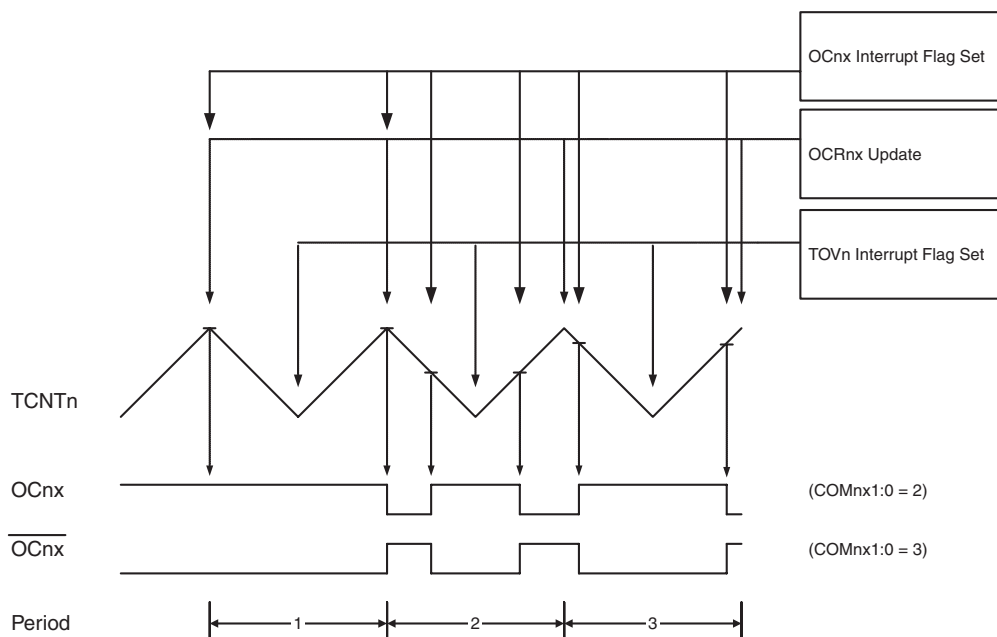 OCnx Interrupt Flag Set
OCRnx Update
TOVn Interrupt Flag Set
TCNTn
OCnx
(COMnx1:0 = 2)
OCnx
(COMnx1:0 = 3)
Period
1
2
3